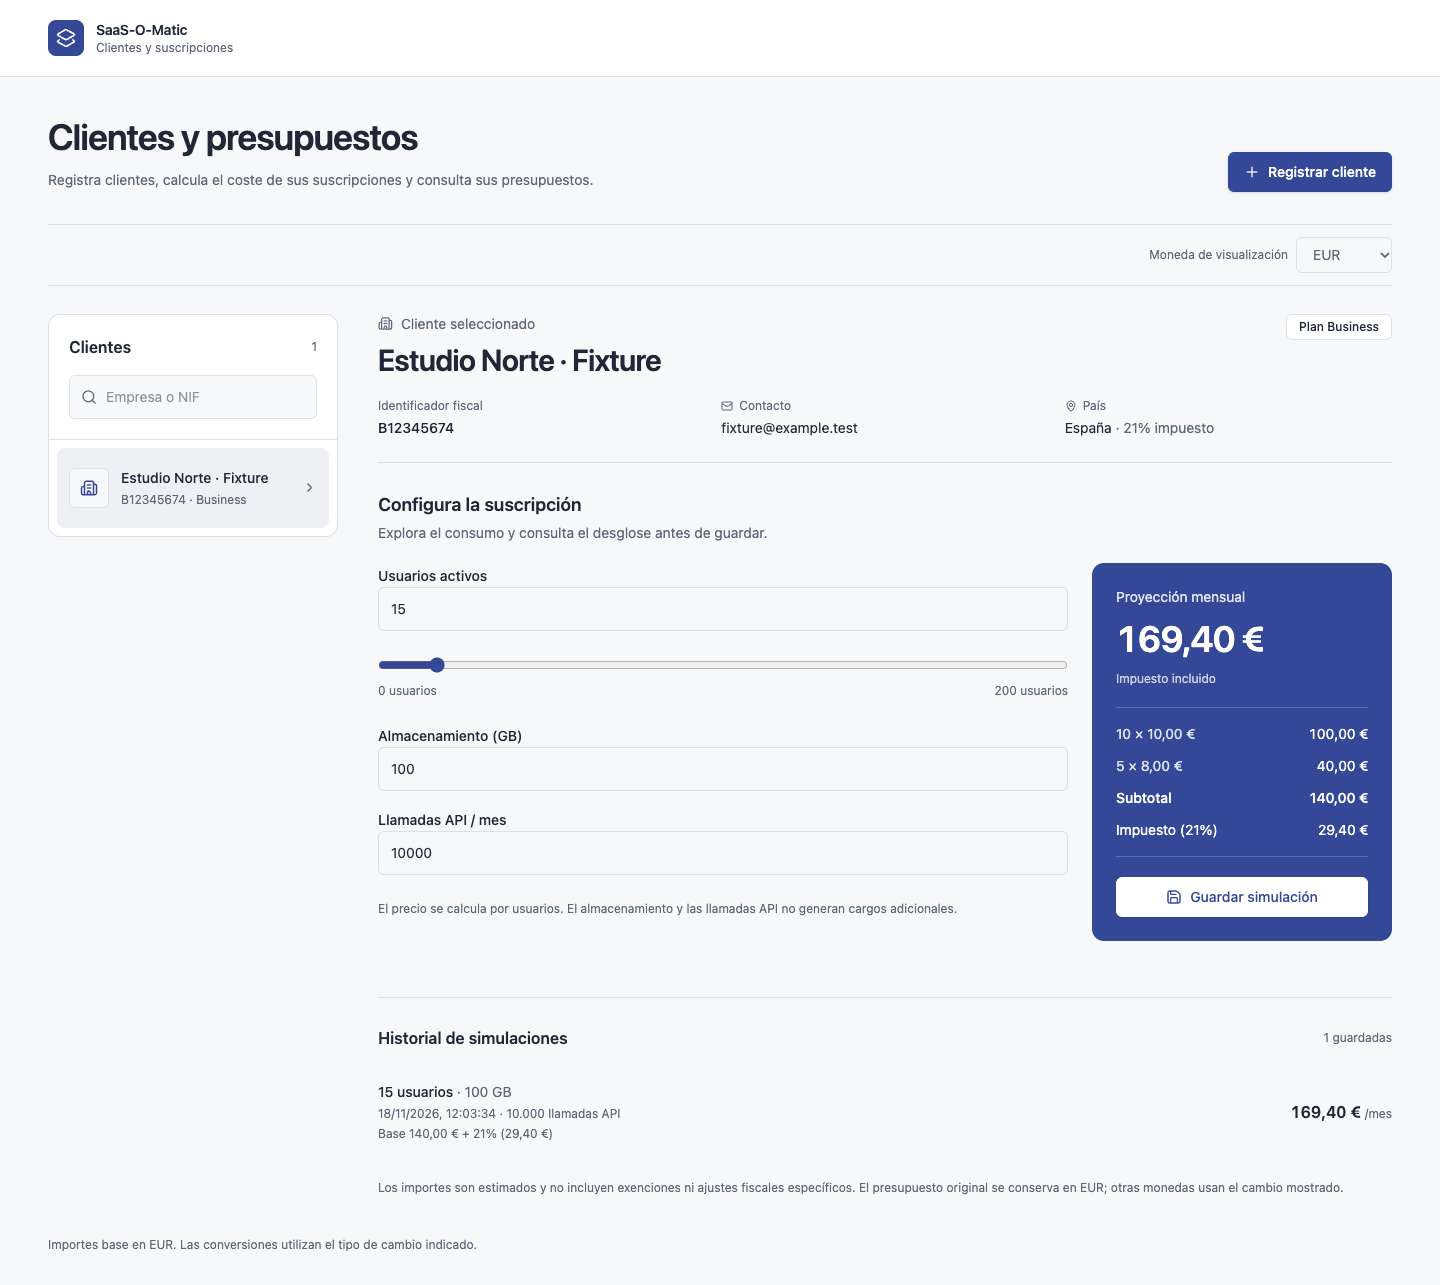 SaaS-O-Matic
Clientes y suscripciones
Clientes y presupuestos
Registra clientes, calcula el coste de sus suscripciones y consulta sus presupuestos.
Registrar cliente
Moneda de visualización
EUR
Clientes
1
Empresa o NIF
Estudio Norte · Fixture
B12345674 · Business
Cliente seleccionado
Plan Business
Estudio Norte · Fixture
Identificador fiscal
B12345674
Contacto
fixture@example.test
País
España · 21% impuesto
Configura la suscripción
Explora el consumo y consulta el desglose antes de guardar.
Usuarios activos
15
0 usuarios
200 usuarios
Almacenamiento (GB)
100
Llamadas API / mes
10000
El precio se calcula por usuarios. El almacenamiento y las llamadas API no generan cargos adicionales.
Proyección mensual
169,40 €
Impuesto incluido
10 × 10,00 € 100,00 €
5 × 8,00 € 40,00 €
Subtotal 140,00 €
Impuesto (21%) 29,40 €
Guardar simulación
Historial de simulaciones
1 guardadas
15 usuarios · 100 GB
18/11/2026, 12:03:34 · 10.000 llamadas API
Base 140,00 € + 21% (29,40 €)
169,40 € /mes
Los importes son estimados y no incluyen exenciones ni ajustes fiscales específicos. El presupuesto original se conserva en EUR; otras monedas usan el cambio mostrado.
Importes base en EUR. Las conversiones utilizan el tipo de cambio indicado.